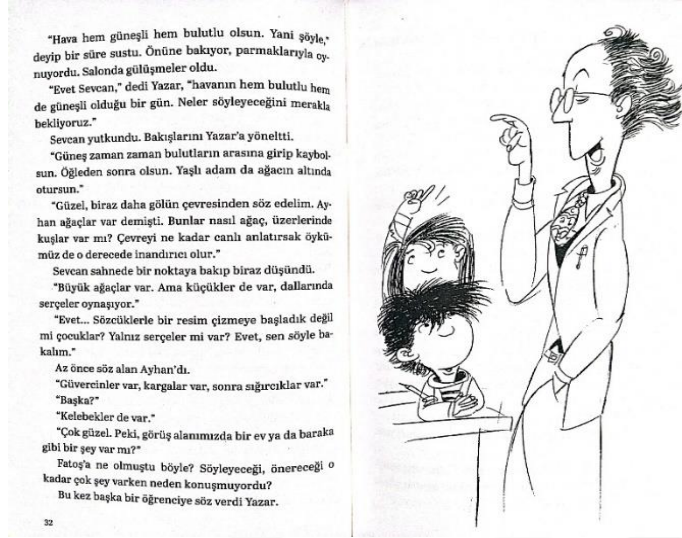 “Hava hem güneşli hem bulutlu olsun. Yani şöyle,”
deyip bir süre sustu. Önüne bakıyor, parmaklarıyla oy-
nuyordu. Salonda gülüşmeler oldu.
“Evet Sevcan,” dedi Yazar, “havanın hem bulutlu hem
de güneşli olduğu bir gün. Neler söyleyeceğini merakla
bekliyoruz.”
Sevcan yutkundu. Bakışlarını Yazar’a yöneltti.
“Güneş zaman zaman bulutların arasına girip kaybol-
sun. Öğleden sonra olsun. Yaşlı adam da ağacın altında
otursun.”
“Güzel, biraz daha gölün çevresinden söz edelim. Ay-
han ağaçlar var demişti. Bunlar nasıl ağaç, üzerlerinde
kuşlar var mı? Çevreyi ne kadar canlı anlatırsak öykü-
müz de o derecede inandırıcı olur.”
Sevcan sahnede bir noktaya bakıp biraz düşündü.
“Büyük ağaçlar var. Ama küçükler de var, dallarında
serçeler oynaşıyor.”
“Evet... Sözcüklerle bir resim çizmeye başladık değil
mi çocuklar? Yalnız serçeler mi var? Evet, sen söyle ba-
kalım.”
Az önce söz alan Ayhan’dı.
“Güvercinler var, kargalar var, sonra sığırcıklar var.”
“Başka?”
“Kelebekler de var.”
“Çok güzel. Peki, görüş alanımızda bir ev ya da baraka
gibi bir şey var mı?”
Fatoş’a ne olmuştu böyle? Söyleyeceği, önereceği o
kadar çok şey varken neden konuşmuyordu?
Bu kez başka bir öğrenciye söz verdi Yazar.
32